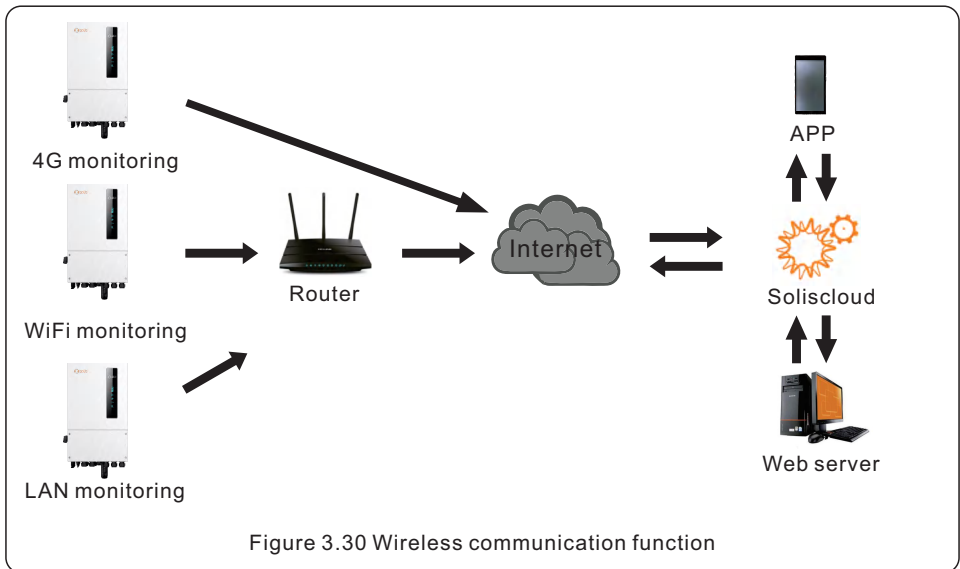 4G monitoring
WiFi monitoring
LAN monitoring
Router
Internet
APP
Soliscloud
Web server
Figure 3.30 Wireless communication function